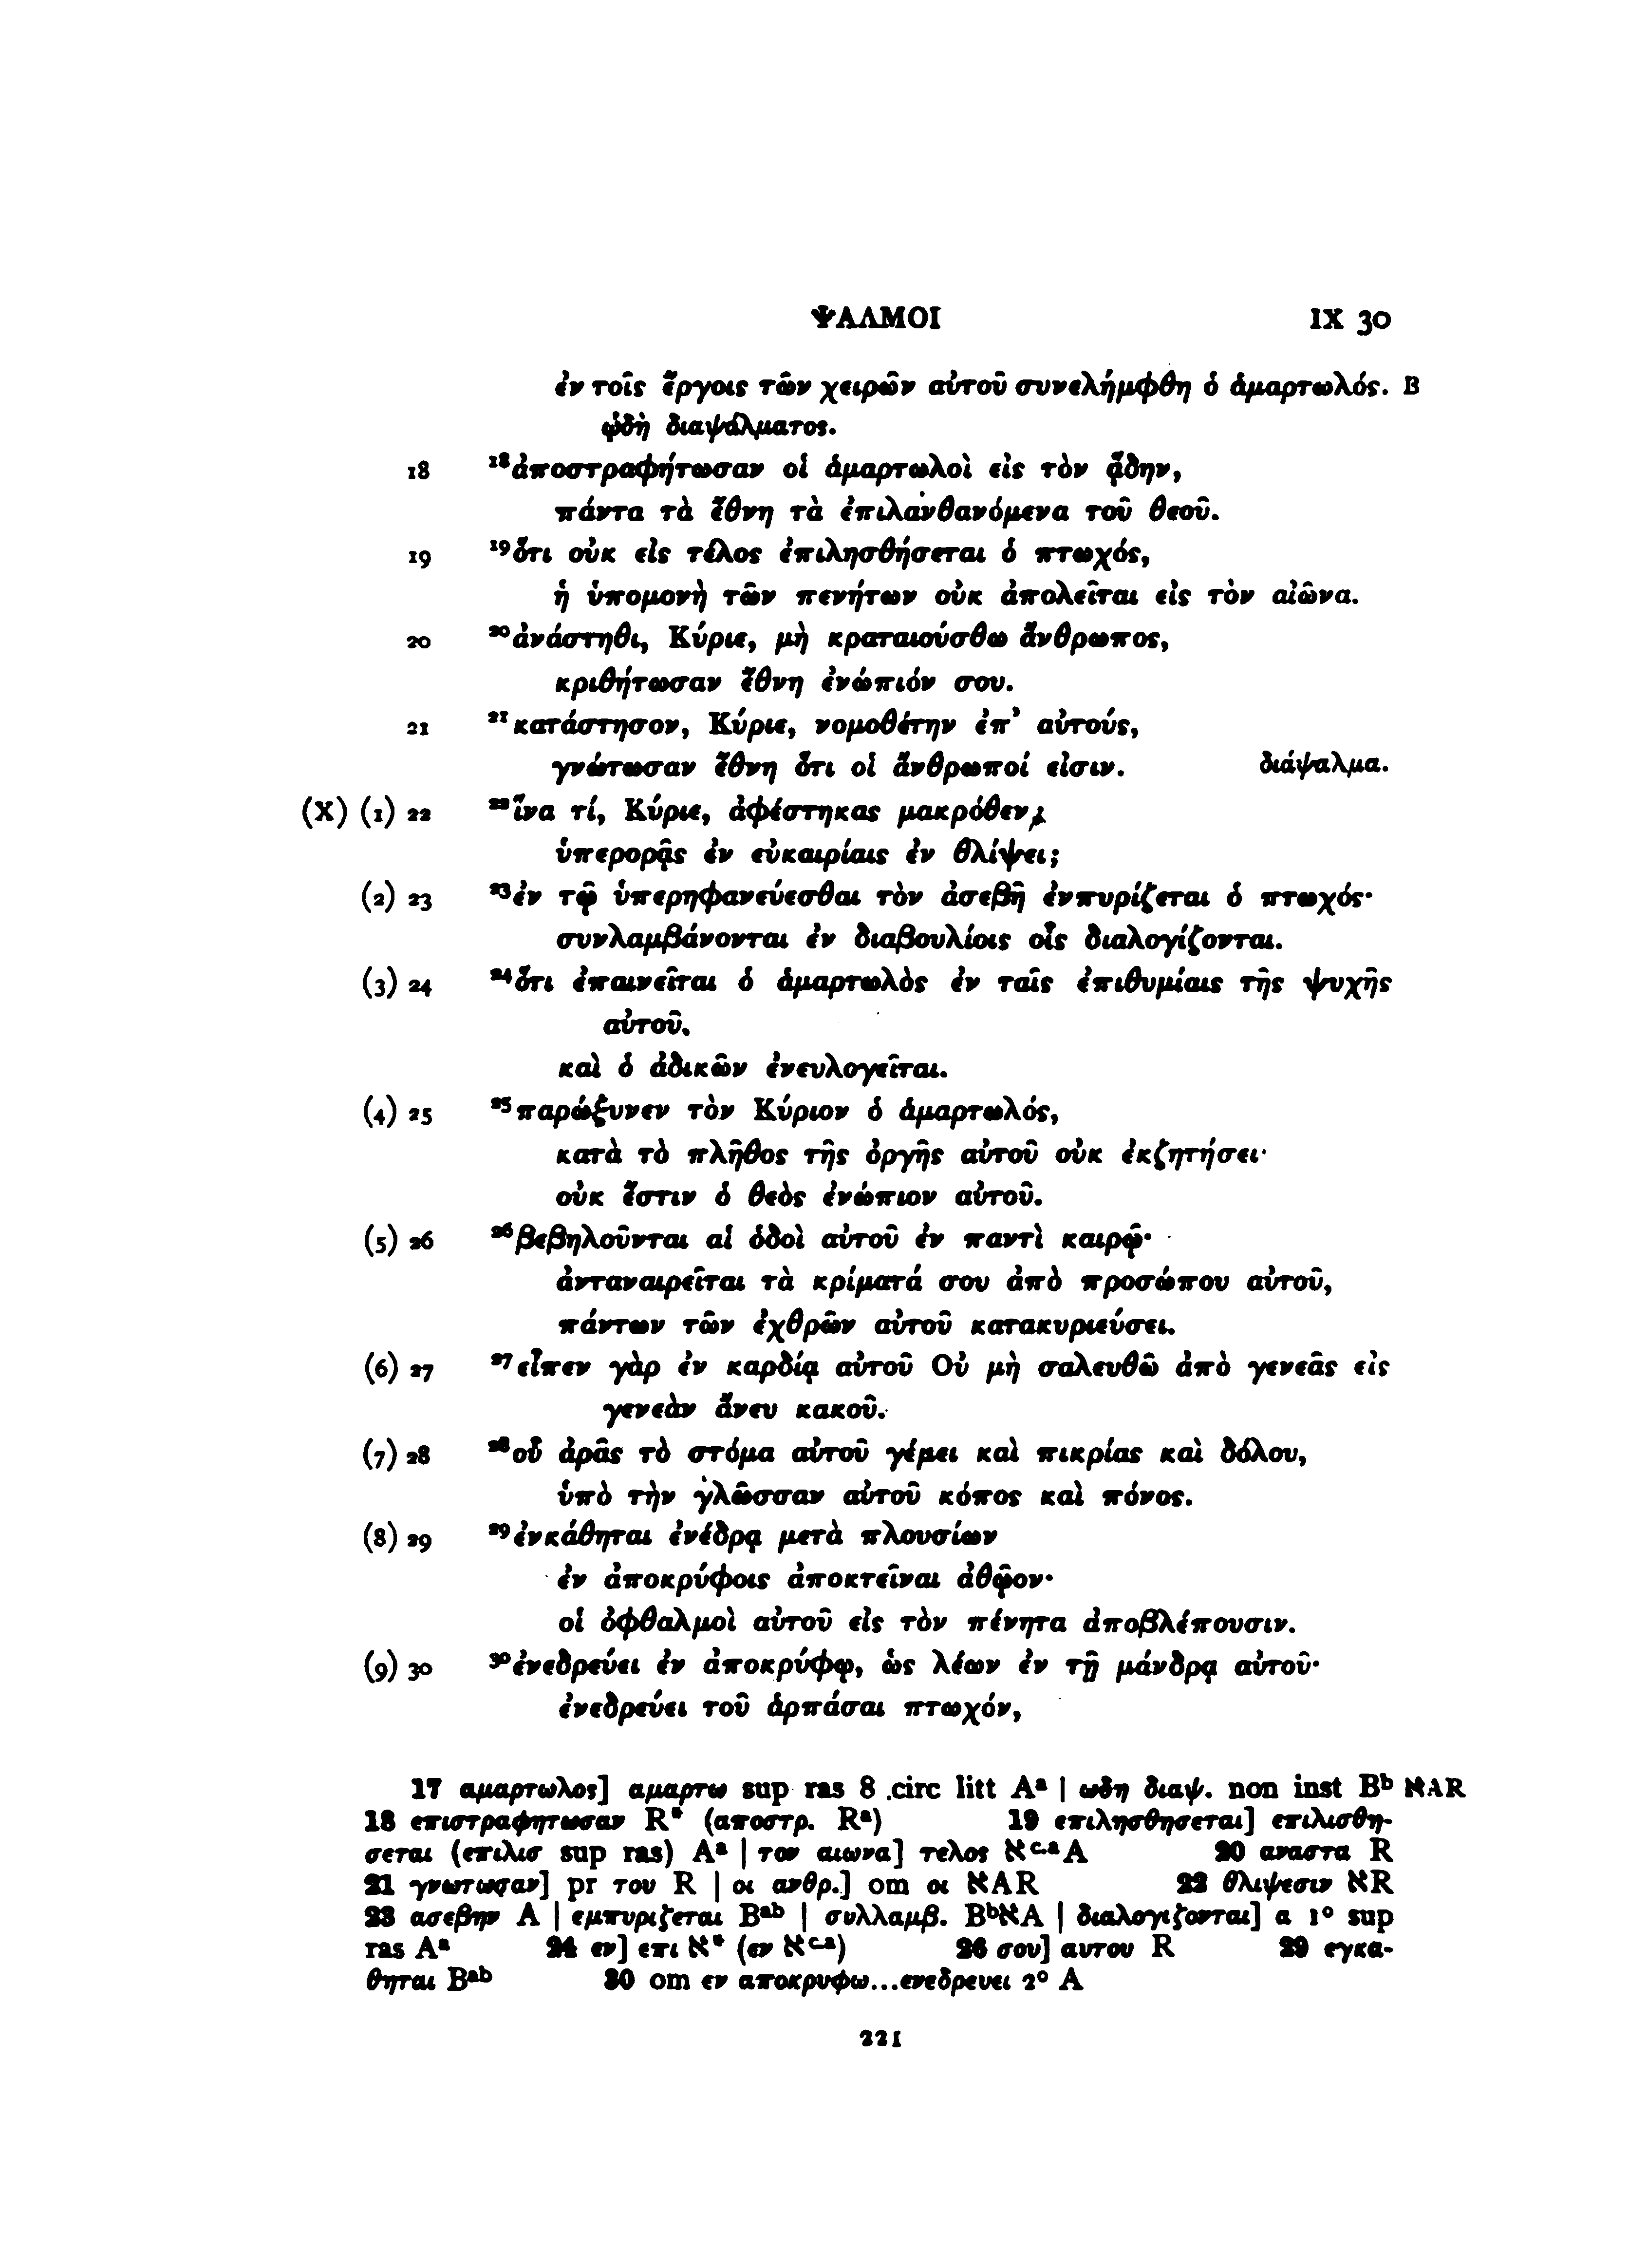 ΨΑΛΜΟΙ IX 30
ἐν τοῖς ἔργοις τῶν χειρῶν αὐτοῦ συνελήμφθη ὁ ἁμαρτωλός. B
ᾠδὴ διαψάλματος.
18 ¹⁸ἀποστραφήτωσαν οἱ ἁμαρτωλοὶ εἰς τὸν ᾅδην,
πάντα τὰ ἔθνη τὰ ἐπιλανθανόμενα τοῦ θεοῦ.
19 ¹⁹ὅτι οὐκ εἰς τέλος ἐπιλησθήσεται ὁ πτωχός,
ἡ ὑπομονὴ τῶν πενήτων οὐκ ἀπολεῖται εἰς τὸν αἰῶνα.
20 ²⁰ἀνάστηθι, Κύριε, μὴ κραταιούσθω ἄνθρωπος,
κριθήτωσαν ἔθνη ἐνώπιόν σου.
21 ²¹κατάστησον, Κύριε, νομοθέτην ἐπ’ αὐτούς,
γνώτωσαν ἔθνη ὅτι οἱ ἄνθρωποί εἰσιν. διάψαλμα.
(X) (1) 22 ²²ἵνα τί, Κύριε, ἀφέστηκας μακρόθεν;
ὑπερορᾷς ἐν εὐκαιρίαις ἐν θλίψει;
(2) 23 ²³ἐν τῷ ὑπερηφανεύεσθαι τὸν ἀσεβῆ ἐνπυρίζεται ὁ πτωχός·
συνλαμβάνονται ἐν διαβουλίοις οἷς διαλογίζονται.
(3) 24 ²⁴ὅτι ἐπαινεῖται ὁ ἁμαρτωλὸς ἐν ταῖς ἐπιθυμίαις τῆς ψυχῆς
αὐτοῦ,
καὶ ὁ ἀδικῶν ἐνευλογεῖται.
(4) 25 ²⁵παρώξυνεν τὸν Κύριον ὁ ἁμαρτωλός,
κατὰ τὸ πλῆθος τῆς ὀργῆς αὐτοῦ οὐκ ἐκζητήσει·
οὐκ ἔστιν ὁ θεὸς ἐνώπιον αὐτοῦ.
(5) 26 ²⁶βεβηλοῦνται αἱ ὁδοὶ αὐτοῦ ἐν παντὶ καιρῷ·
ἀνταναιρεῖται τὰ κρίματά σου ἀπὸ προσώπου αὐτοῦ,
πάντων τῶν ἐχθρῶν αὐτοῦ κατακυριεύσει.
(6) 27 ²⁷εἶπεν γὰρ ἐν καρδίᾳ αὐτοῦ Οὐ μὴ σαλευθῶ ἀπὸ γενεᾶς εἰς
γενεὰν ἄνευ κακοῦ.
(7) 28 ²⁸οὗ ἀρᾶς τὸ στόμα αὐτοῦ γέμει καὶ πικρίας καὶ δόλου,
ὑπὸ τὴν γλῶσσαν αὐτοῦ κόπος καὶ πόνος.
(8) 29 ²⁹ἐνκάθηται ἐνέδρᾳ μετὰ πλουσίων
ἐν ἀποκρύφοις ἀποκτεῖναι ἀθῷον·
οἱ ὀφθαλμοὶ αὐτοῦ εἰς τὸν πένητα ἀποβλέπουσιν.
(9) 30 ³⁰ἐνεδρεύει ἐν ἀποκρύφῳ, ὡς λέων ἐν τῇ μάνδρᾳ αὐτοῦ·
ἐνεδρεύει τοῦ ἁρπάσαι πτωχόν,
17 αμαρτωλος] αμαρτω sup ras 8 circ litt Aᵃ | ωδη διαψ. non inst Bᵇ ℵAR
18 επιστραφητωσαν R* (αποστρ. Rᵃ) 19 επιλησθησεται] επιλισθη-
σεται (επιλισ sup ras) Aᵃ | τον αιωνα] τελος ℵᶜ·ᵃ A 20 αναστα R
21 γνωτωσαν] pr του R | οι ανθρ.] om οι ℵAR 22 θλιψεσιν ℵR
23 ασεβην A | εμπυριζεται Bᵃᵇ | συλλαμβ. BᵇℵA | διαλογιζονται] α 1° sup
ras Aᵃ 24 εν] επι ℵ* (εν ℵᶜ·ᵃ) 26 σου] αυτου R 29 εγκα-
θηται Bᵃᵇ 30 om εν αποκρυφω...ενεδρευει 2° A
221